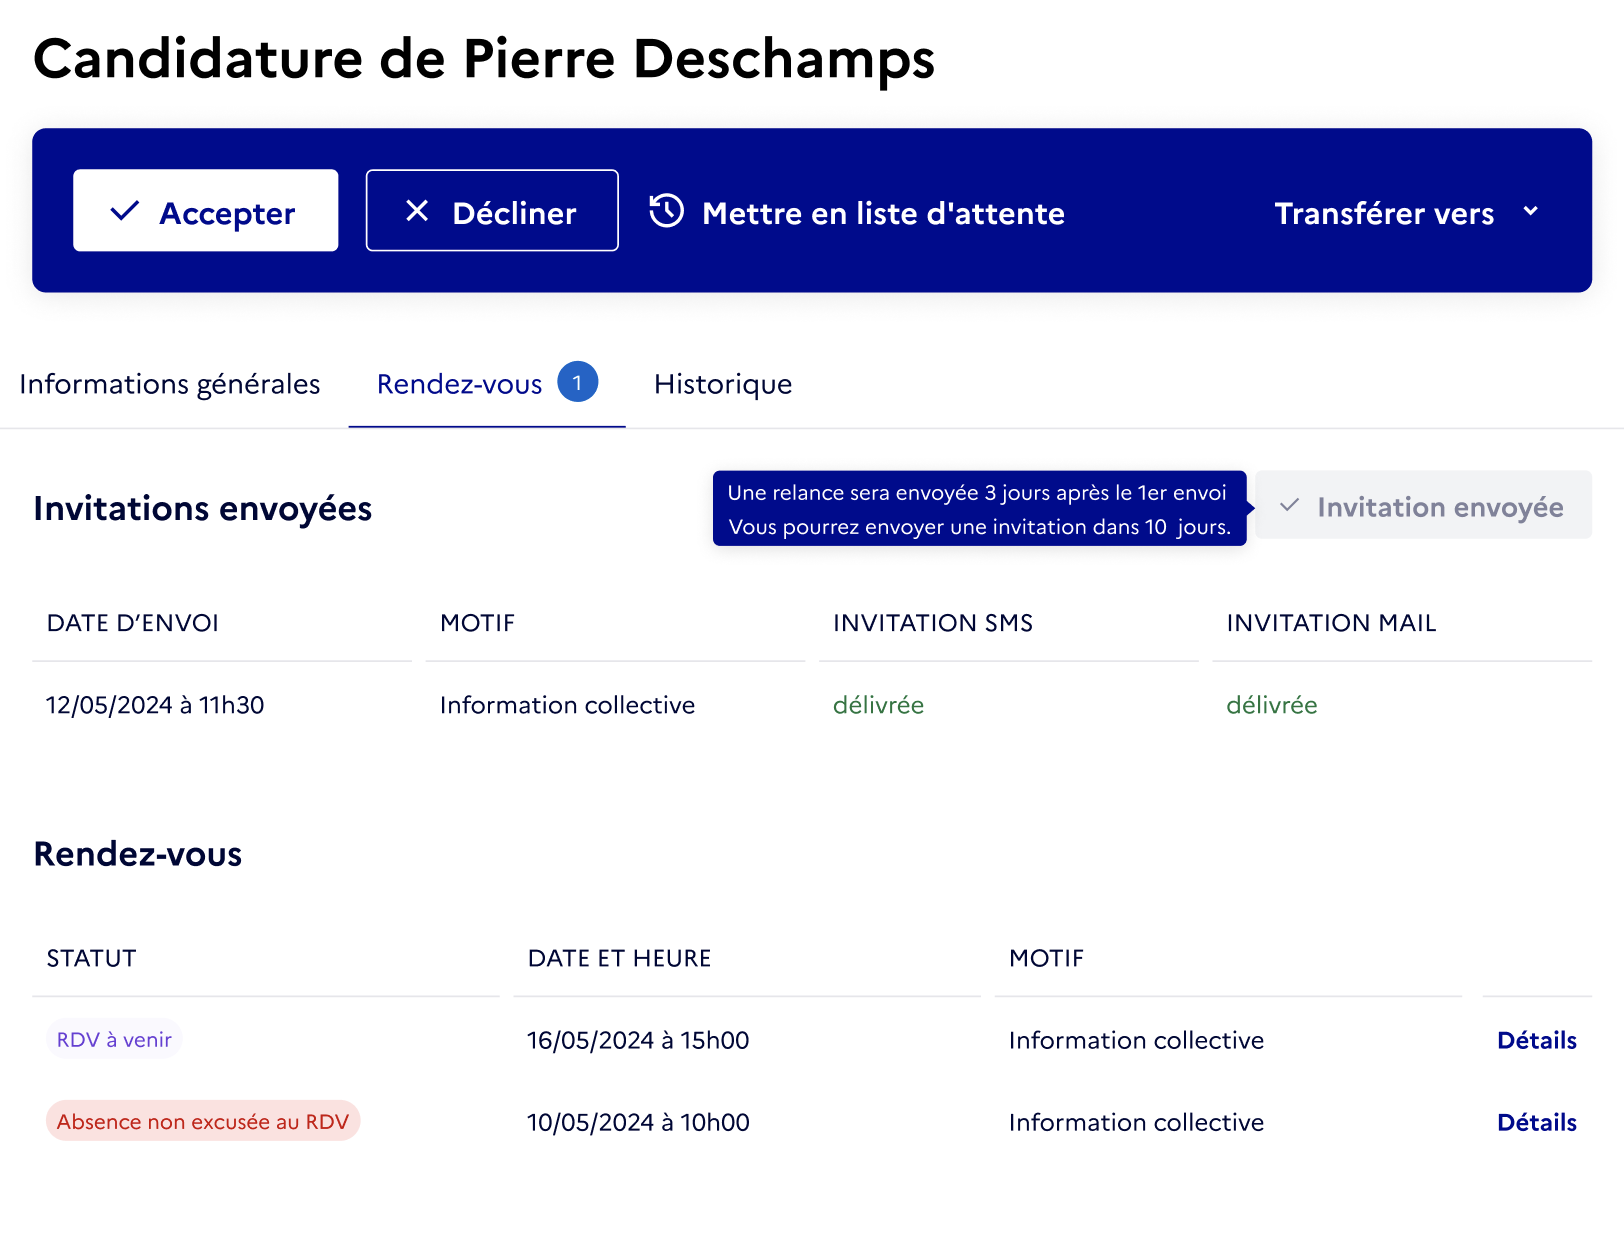 Candidature de Pierre Deschamps
Accepter
Décliner
Mettre en liste d'attente
Transférer vers
Informations générales
Rendez-vous 1
Historique
Invitations envoyées
Une relance sera envoyée 3 jours après le 1er envoi
Vous pourrez envoyer une invitation dans 10 jours.
Invitation envoyée
DATE D’ENVOI MOTIF INVITATION SMS INVITATION MAIL
12/05/2024 à 11h30 Information collective délivrée délivrée
Rendez-vous
STATUT DATE ET HEURE MOTIF
RDV à venir 16/05/2024 à 15h00 Information collective Détails
Absence non excusée au RDV 10/05/2024 à 10h00 Information collective Détails